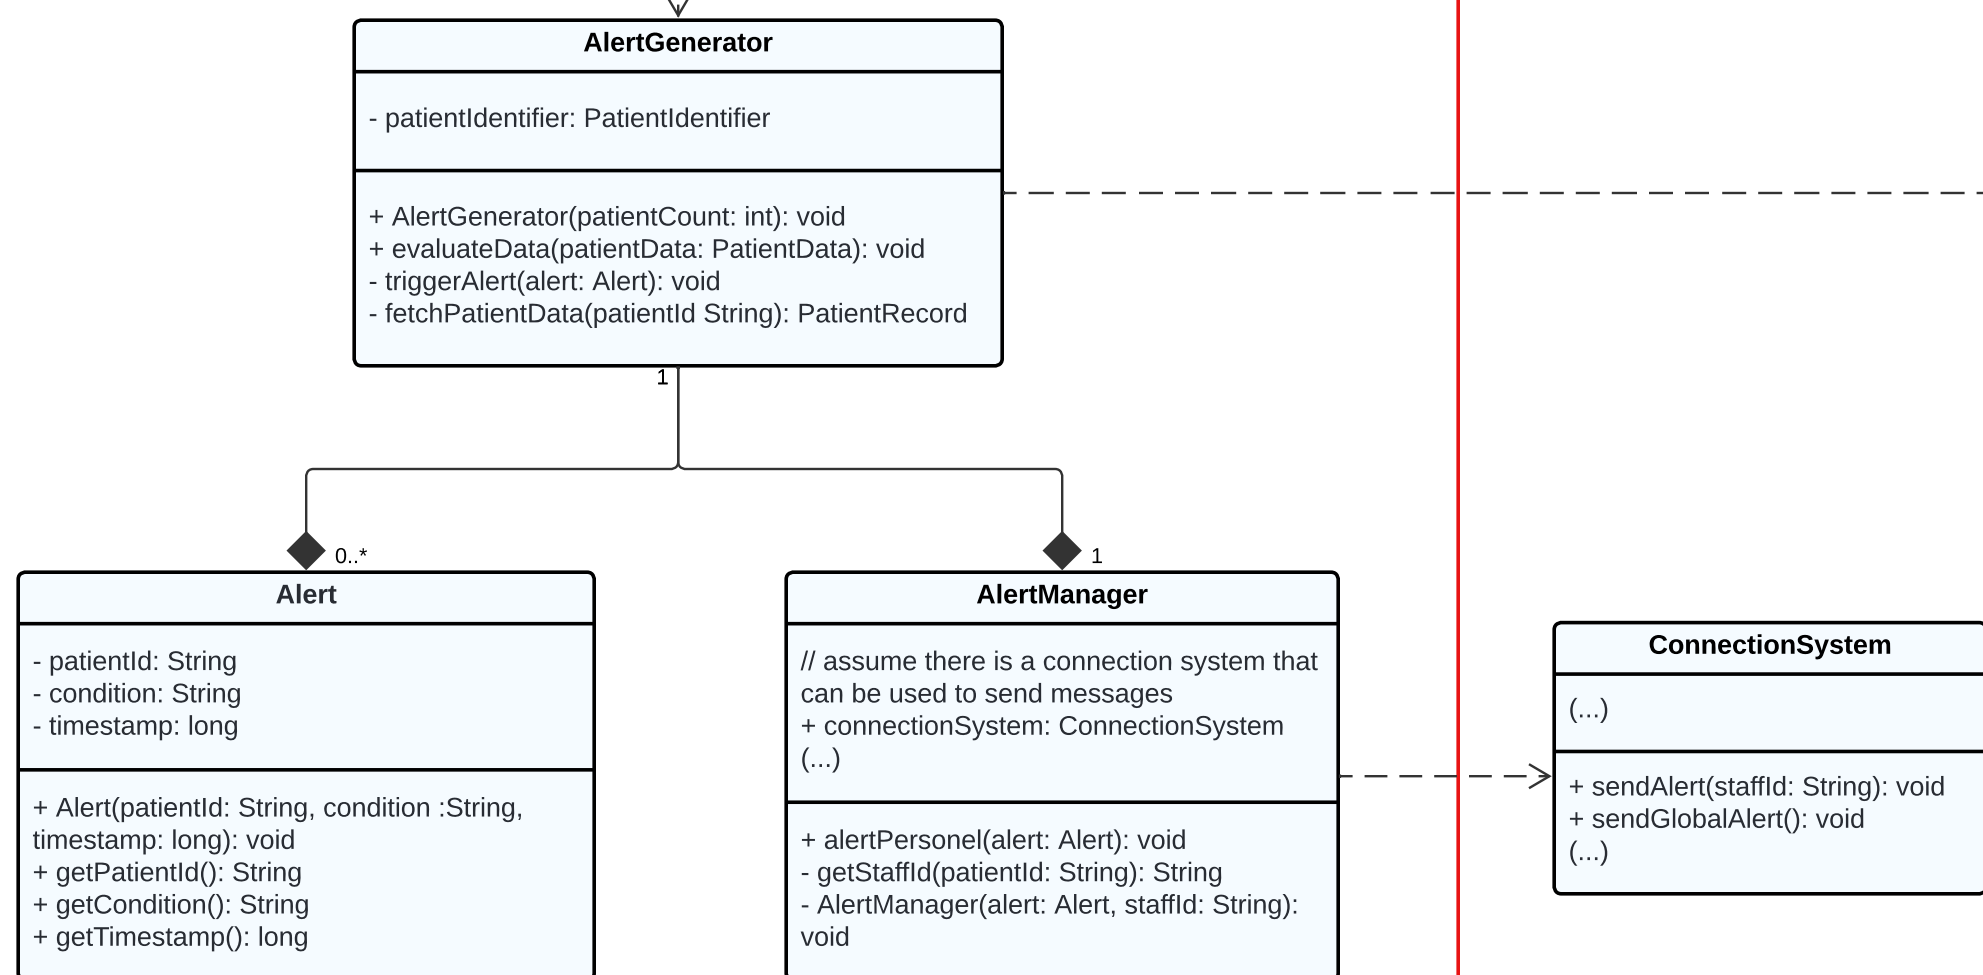 AlertGenerator
- patientIdentifier: PatientIdentifier
+ AlertGenerator(patientCount: int): void
+ evaluateData(patientData: PatientData): void
- triggerAlert(alert: Alert): void
- fetchPatientData(patientId String): PatientRecord
1
0..*
1
Alert
- patientId: String
- condition: String
- timestamp: long
+ Alert(patientId: String, condition :String,
timestamp: long): void
+ getPatientId(): String
+ getCondition(): String
+ getTimestamp(): long
AlertManager
// assume there is a connection system that
can be used to send messages
+ connectionSystem: ConnectionSystem
(...)
+ alertPersonel(alert: Alert): void
- getStaffId(patientId: String): String
- AlertManager(alert: Alert, staffId: String):
void
ConnectionSystem
(...)
+ sendAlert(staffId: String): void
+ sendGlobalAlert(): void
(...)